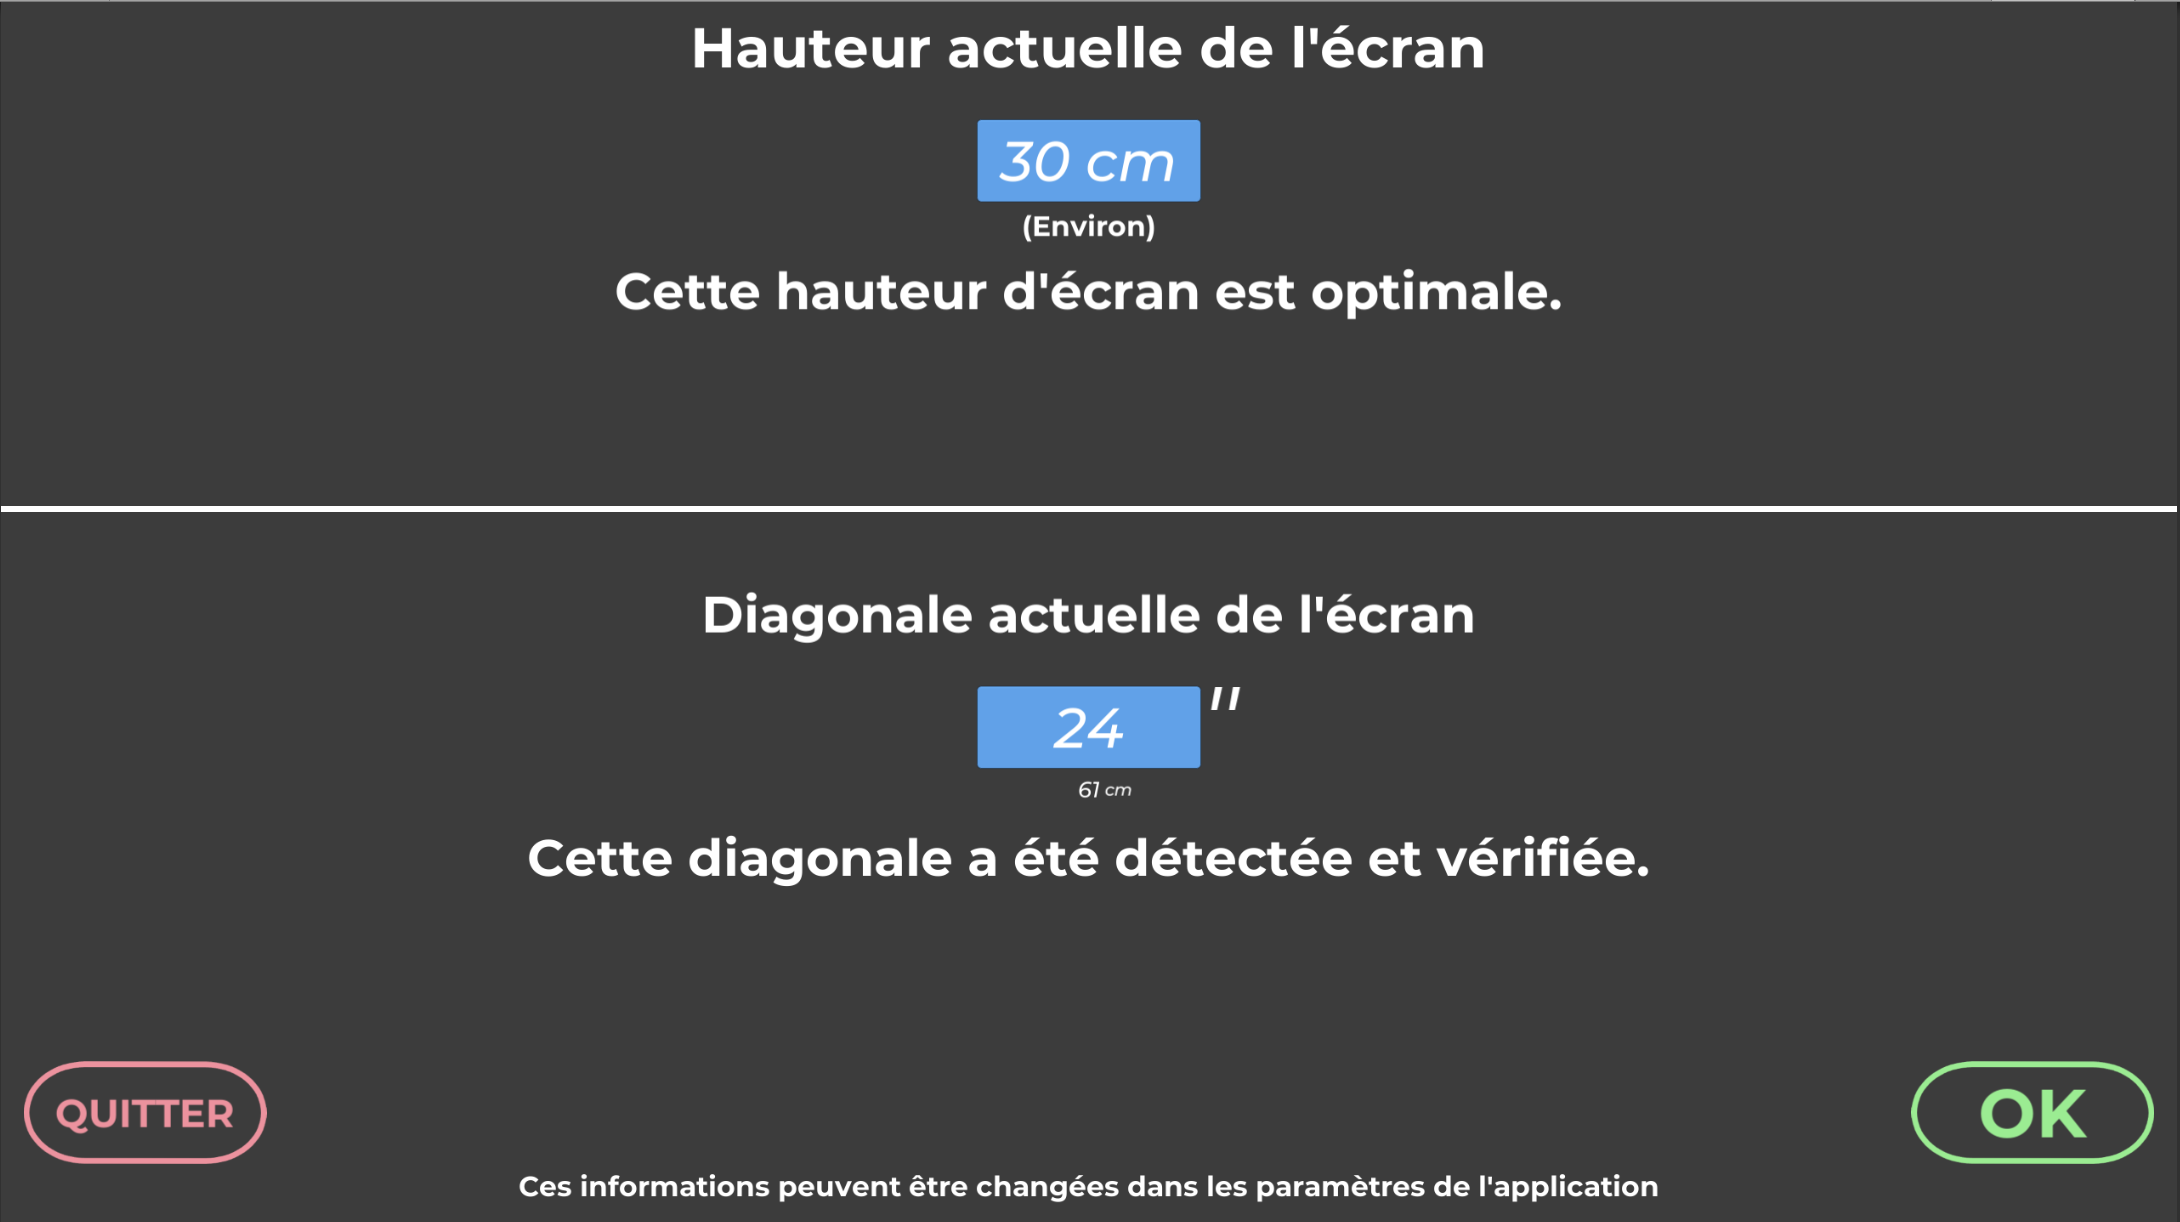 Hauteur actuelle de l'écran
30 cm
(Environ)
Cette hauteur d'écran est optimale.
Diagonale actuelle de l'écran
24 "
61 cm
Cette diagonale a été détectée et vérifiée.
QUITTER
OK
Ces informations peuvent être changées dans les paramètres de l'application